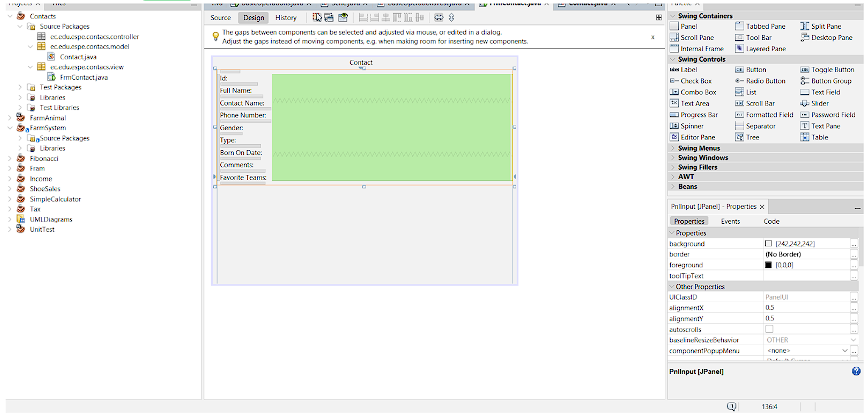 Contacts
Source Packages
ec.edu.espe.contacts.controller
ec.edu.espe.contacts.model
Contact.java
ec.edu.espe.contacts.view
FrmContact.java
Test Packages
Libraries
Test Libraries
FarmAnimal
FarmSystem
Source Packages
Libraries
Fibonacci
Fram
Income
ShoeSales
SimpleCalculator
Tax
UMLDiagrams
UnitTest
Source Design History
The gaps between components can be selected and adjusted via mouse, or edited in a dialog.
Adjust the gaps instead of moving components, e.g. when making room for inserting new components.
x
Contact
Id:
Full Name:
Contact Name:
Phone Number:
Gender:
Type:
Born On Date:
Comments:
Favorite Teams:
Swing Containers
Panel Tabbed Pane Split Pane
Scroll Pane Tool Bar Desktop Pane
Internal Frame Layered Pane
Swing Controls
Label Button Toggle Button
Check Box Radio Button Button Group
Combo Box List Text Field
Text Area Scroll Bar Slider
Progress Bar Formatted Field Password Field
Spinner Separator Text Pane
Editor Pane Tree Table
Swing Menus
Swing Windows
Swing Fillers
AWT
Beans
PnlInput [JPanel] - Properties
Properties Events Code
Properties
background [242,242,242] ...
border (No Border) ...
foreground [0,0,0] ...
toolTipText ...
Other Properties
UIClassID PanelUI ...
alignmentX 0.5 ...
alignmentY 0.5 ...
autoscrolls ...
baselineResizeBehavior OTHER
componentPopupMenu <none> ...
PnlInput [JPanel]
136:4